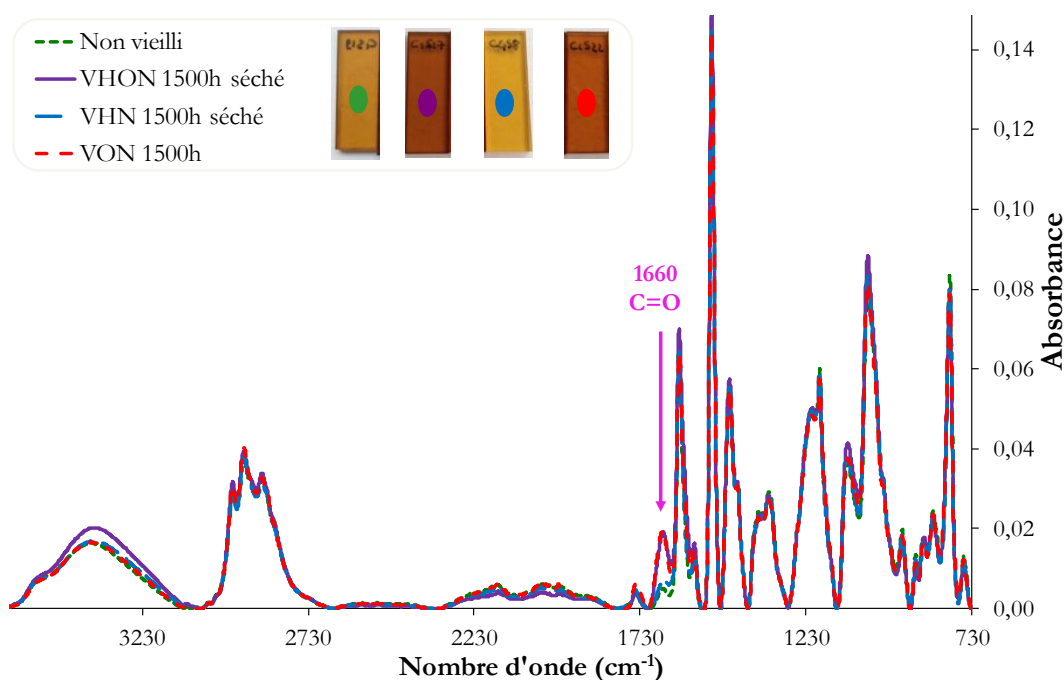 Non vieilli
VHON 1500h séché
VHN 1500h séché
VON 1500h
1660
C=O
0,14
0,12
0,10
0,08
0,06
0,04
0,02
0,00
Absorbance
3230 2730 2230 1730 1230 730
Nombre d'onde (cm⁻¹)